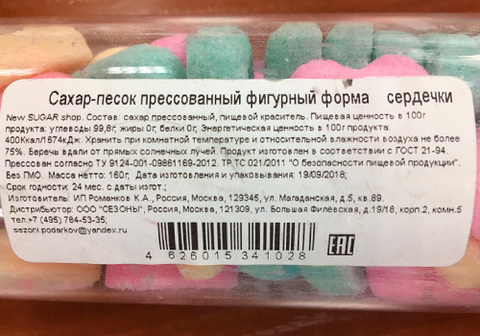 Сахар-песок прессованный фигурный форма сердечки
New SUGAR shop. Состав: сахар прессованный, пищевой краситель. Пищевая ценность в 100г
продукта: углеводы 99,8г, жиры 0г, белки 0г, Энергетическая ценность в 100г продукта:
400Ккал/1674кДж. Хранить при комнатной температуре и относительной влажности воздуха не более
75%. Беречь вдали от прямых солнечных лучей. Продукт изготовлен в соответствии с ГОСТ 21-94.
Прессован согласно ТУ 9124-001-09861169-2012. ТР ТС 021/2011 "О безопасности пищевой продукции".
Без ГМО. Масса нетто: 160г, Дата изготовления и упаковывания: 19/09/2018;
Срок годности: 24 мес. с даты изгот.;
Изготовитель: ИП Романков К.А., Россия, Москва, 129345, ул. Магаданская, д.5, кв.69.
Дистрибьютор: ООО "СЕЗОНЫ", Россия, Москва, 121309, ул. Большая Филёвская, д.19/18, корп.2, комн.5
тел.+7 (495) 784-53-35,
sezoni.podarkov@yandex.ru
4 626015 341028
EAC